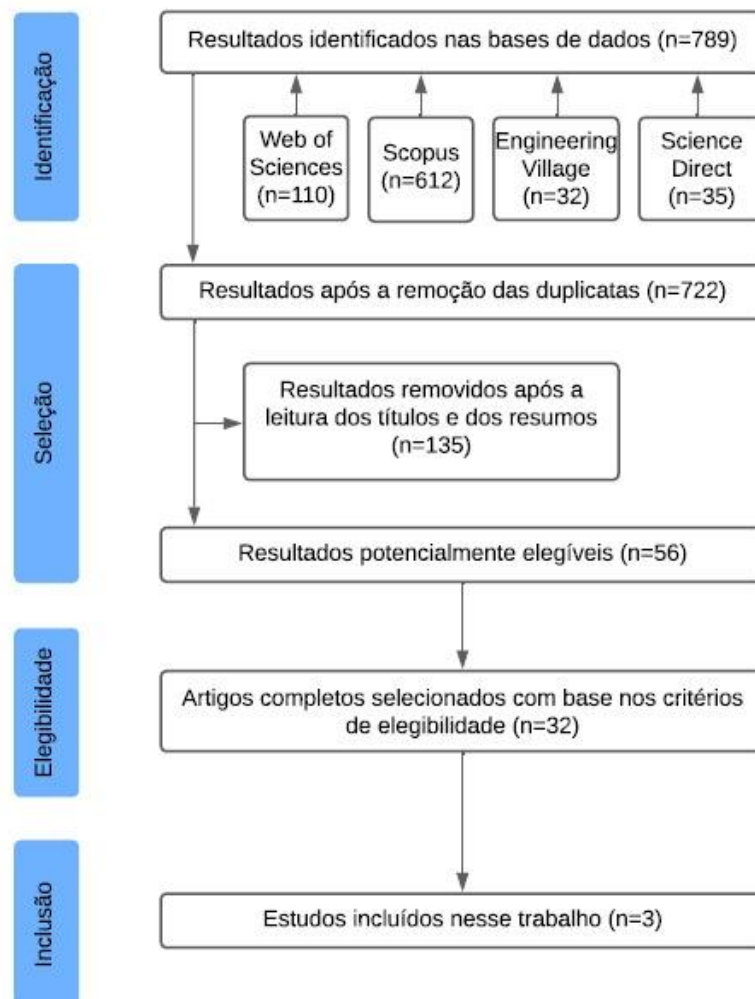 Identificação
Resultados identificados nas bases de dados (n=789)
Web of
Sciences
(n=110)
Scopus
(n=612)
Engineering
Village
(n=32)
Science
Direct
(n=35)
Seleção
Resultados após a remoção das duplicatas (n=722)
Resultados removidos após a
leitura dos títulos e dos resumos
(n=135)
Resultados potencialmente elegíveis (n=56)
Elegibilidade
Artigos completos selecionados com base nos critérios
de elegibilidade (n=32)
Inclusão
Estudos incluídos nesse trabalho (n=3)